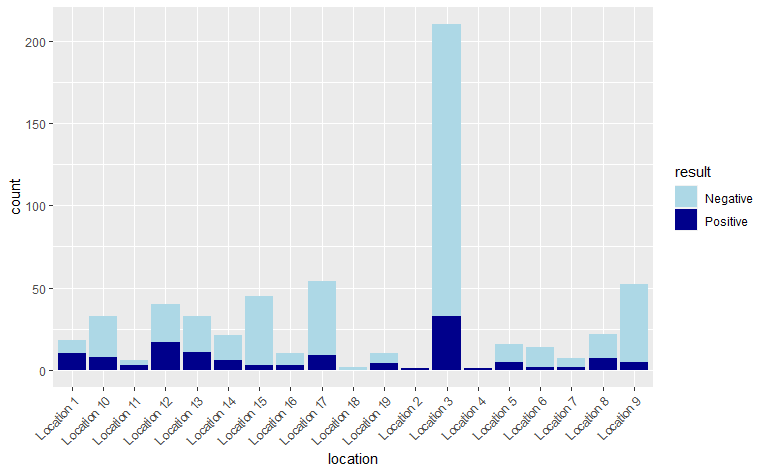 200
150
100
50
0
count
Location 1
Location 10
Location 11
Location 12
Location 13
Location 14
Location 15
Location 16
Location 17
Location 18
Location 19
Location 2
Location 3
Location 4
Location 5
Location 6
Location 7
Location 8
Location 9
location
result
Negative
Positive